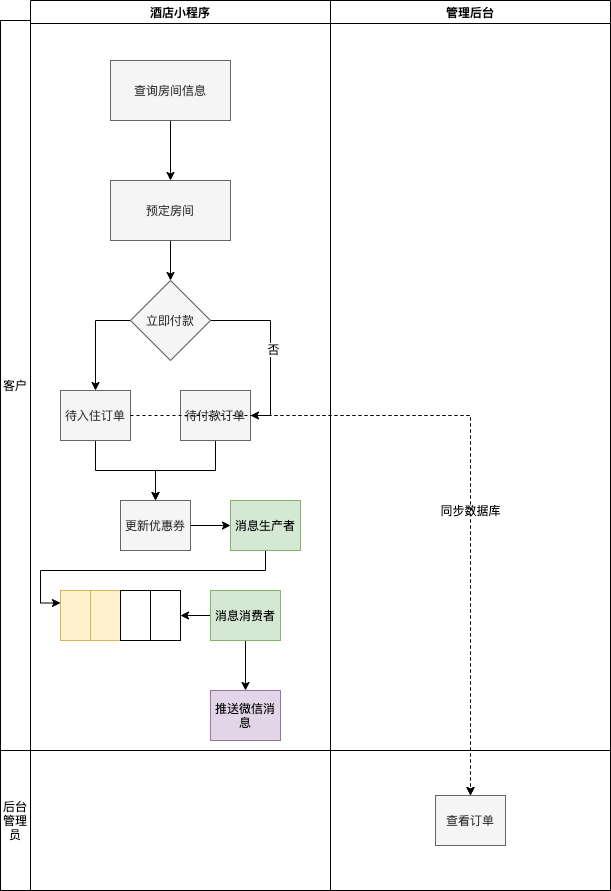 酒店小程序
管理后台
查询房间信息
预定房间
立即付款
否
客户
待入住订单
待付款订单
同步数据库
更新优惠券
消息生产者
消息消费者
推送微信消
息
后台
管理
员
查看订单